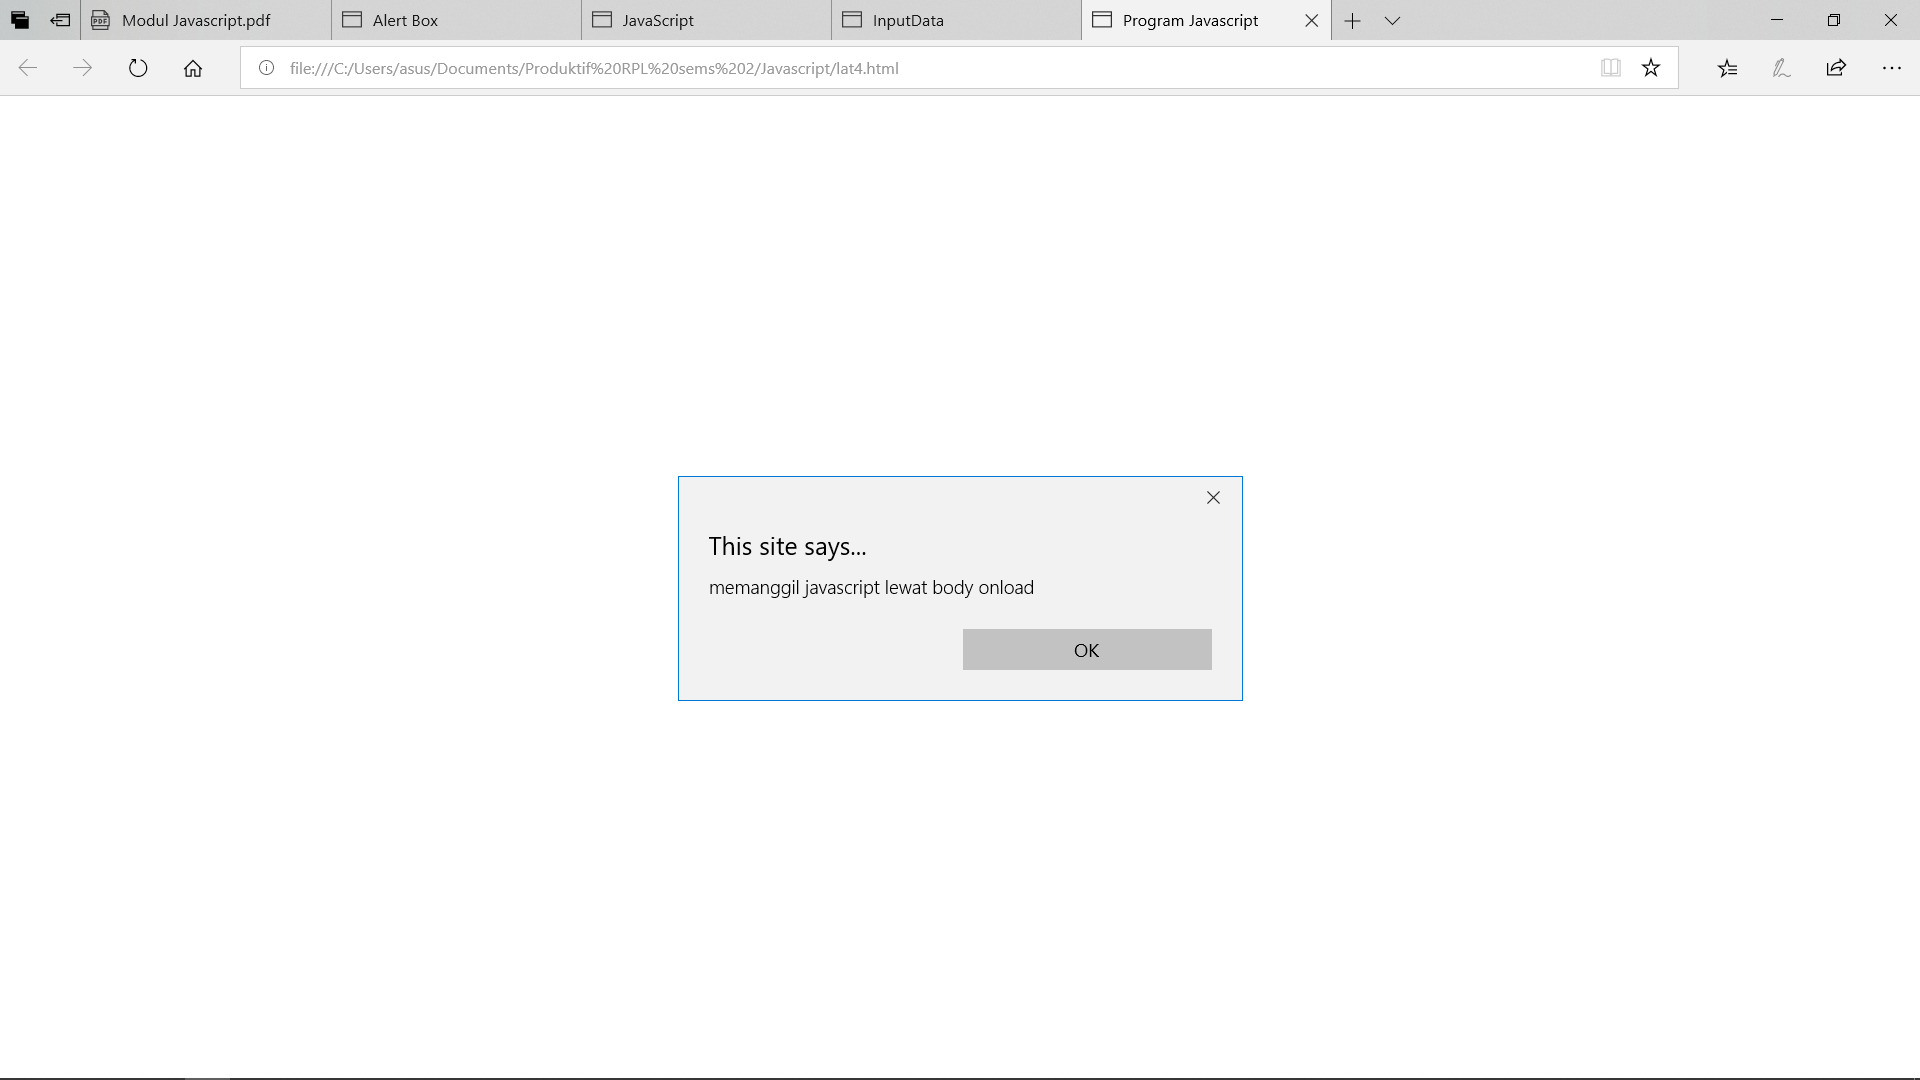 Modul Javascript.pdf
Alert Box
JavaScript
InputData
Program Javascript
file:///C:/Users/asus/Documents/Produktif%20RPL%20sems%202/Javascript/lat4.html
This site says...
memanggil javascript lewat body onload
OK